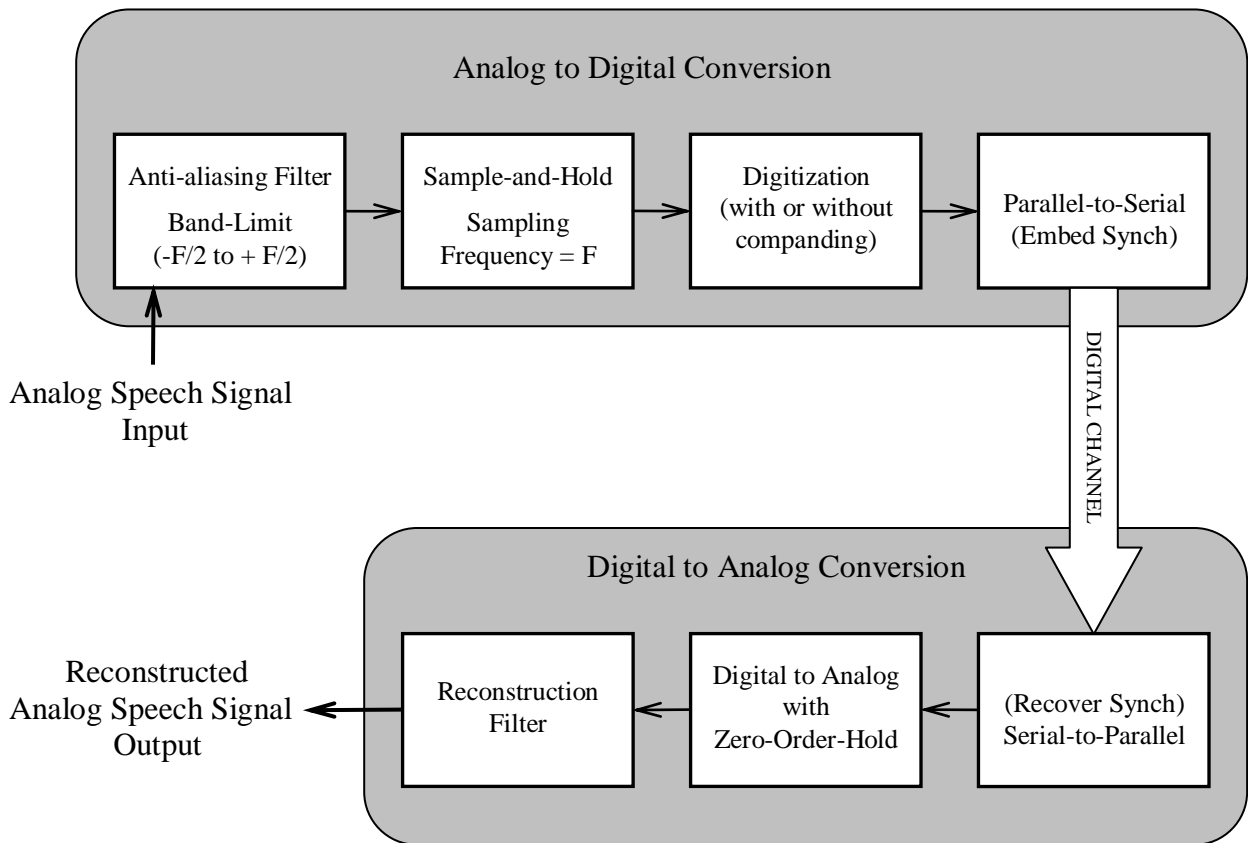 Analog to Digital Conversion
Anti-aliasing Filter
Band-Limit
(-F/2 to + F/2)
Sample-and-Hold
Sampling
Frequency = F
Digitization
(with or without
companding)
Parallel-to-Serial
(Embed Synch)
Analog Speech Signal
Input
DIGITAL CHANNEL
Digital to Analog Conversion
(Recover Synch)
Serial-to-Parallel
Digital to Analog
with
Zero-Order-Hold
Reconstruction
Filter
Reconstructed
Analog Speech Signal
Output